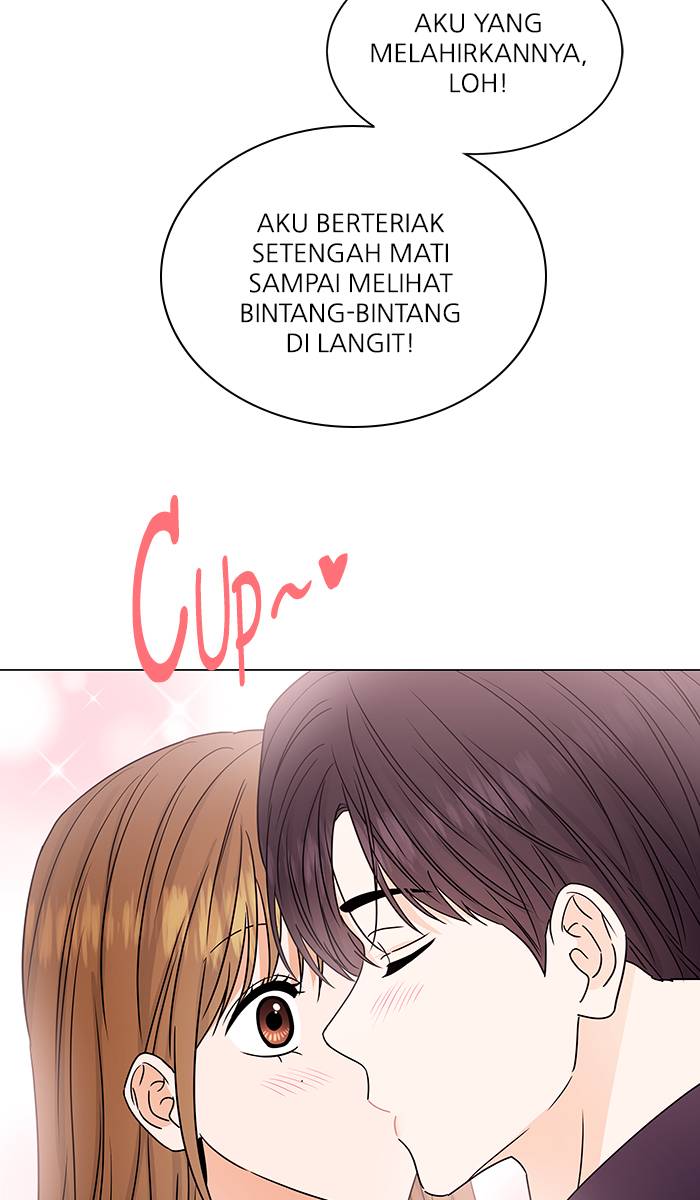 AKU YANG
MELAHIRKANNYA,
LOH!
AKU BERTERIAK
SETENGAH MATI
SAMPAI MELIHAT
BINTANG-BINTANG
DI LANGIT!
CUP~♥